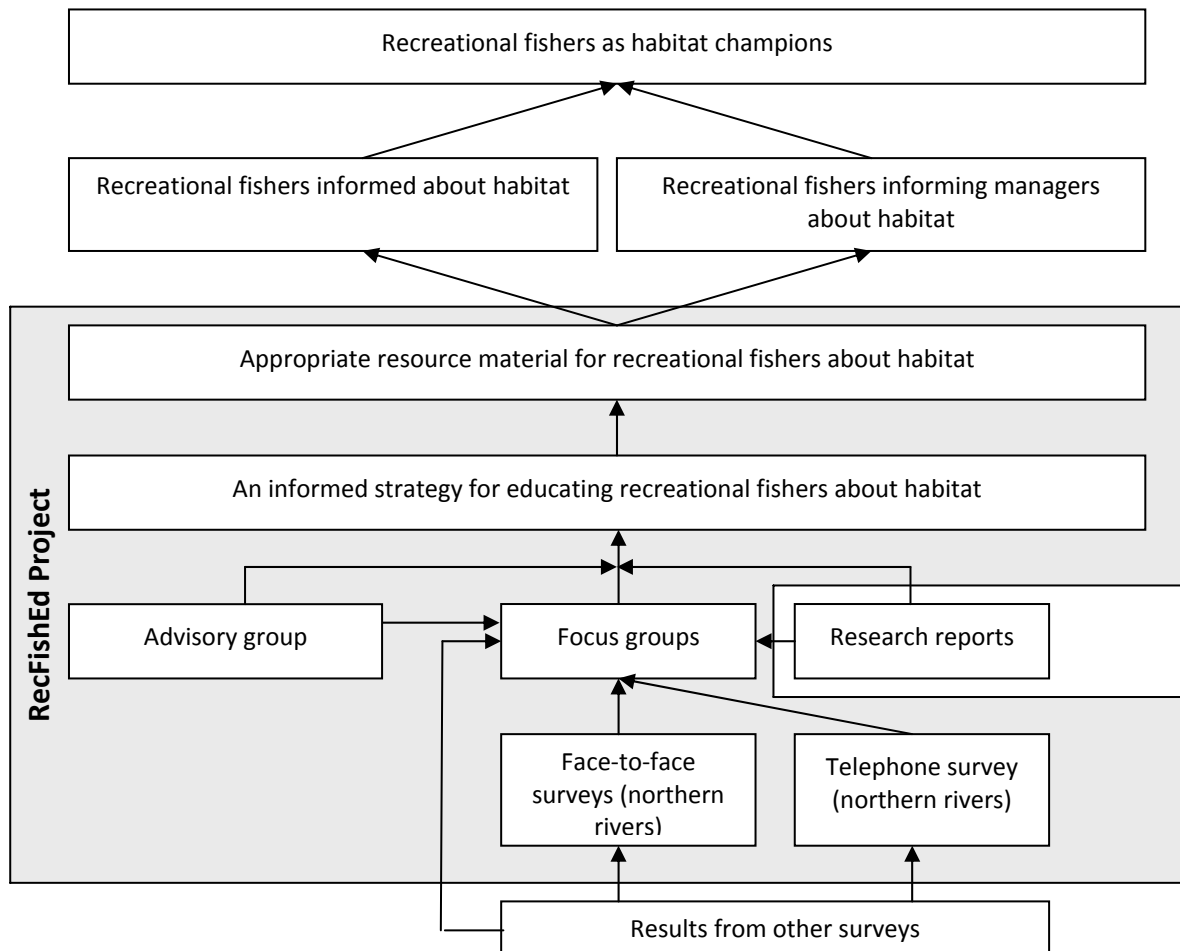 Recreational fishers as habitat champions
Recreational fishers informed about habitat
Recreational fishers informing managers
about habitat
Appropriate resource material for recreational fishers about habitat
An informed strategy for educating recreational fishers about habitat
RecFishEd Project
Advisory group
Focus groups
Research reports
Face-to-face
surveys (northern
rivers)
Telephone survey
(northern rivers)
Results from other surveys